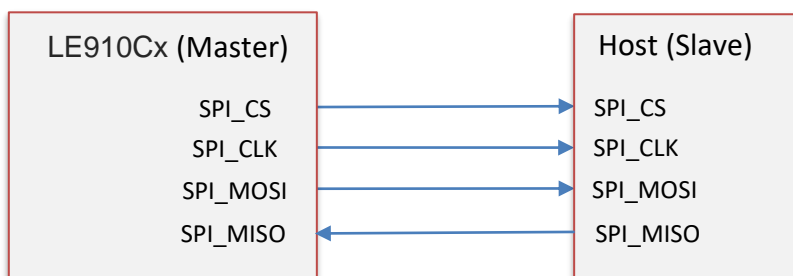 LE910Cx (Master)
SPI_CS
SPI_CLK
SPI_MOSI
SPI_MISO
Host (Slave)
SPI_CS
SPI_CLK
SPI_MOSI
SPI_MISO